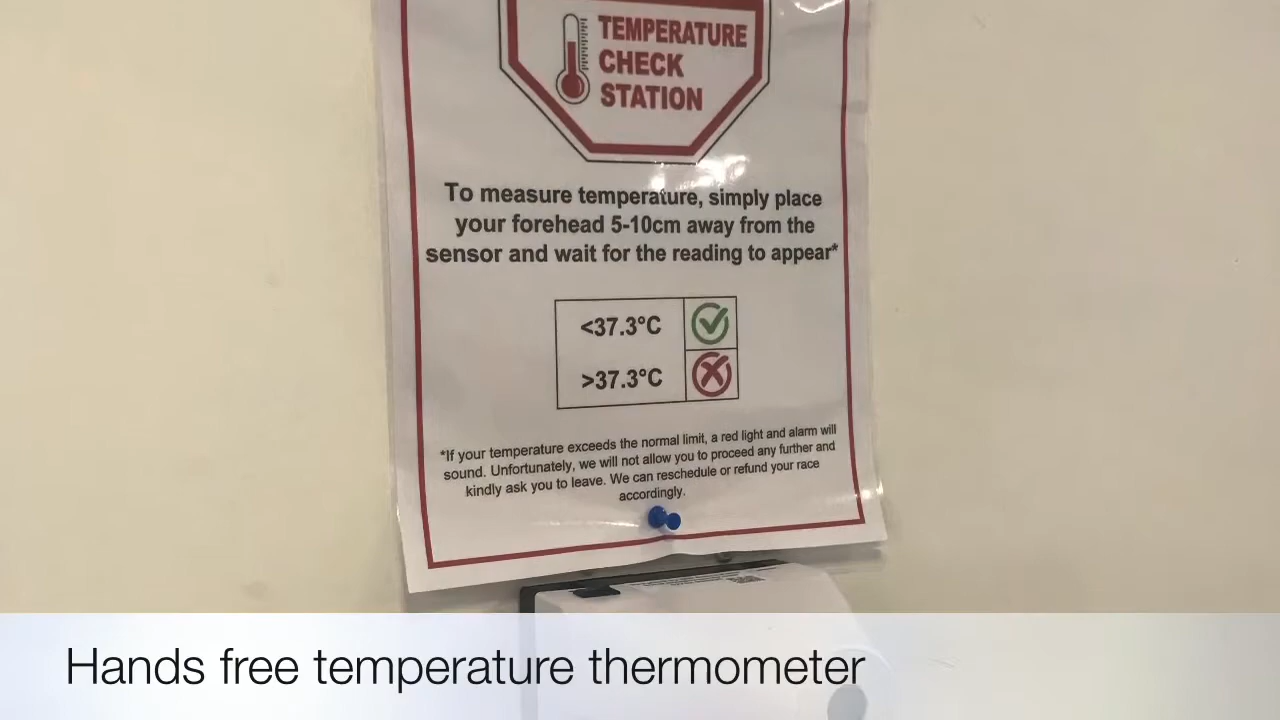 TEMPERATURE
CHECK
STATION
To measure temperature, simply place
your forehead 5-10cm away from the
sensor and wait for the reading to appear*
<37.3°C
>37.3°C
*If your temperature exceeds the normal limit, a red light and alarm will
sound. Unfortunately, we will not allow you to proceed any further and
kindly ask you to leave. We can reschedule or refund your race
accordingly.
Hands free temperature thermometer